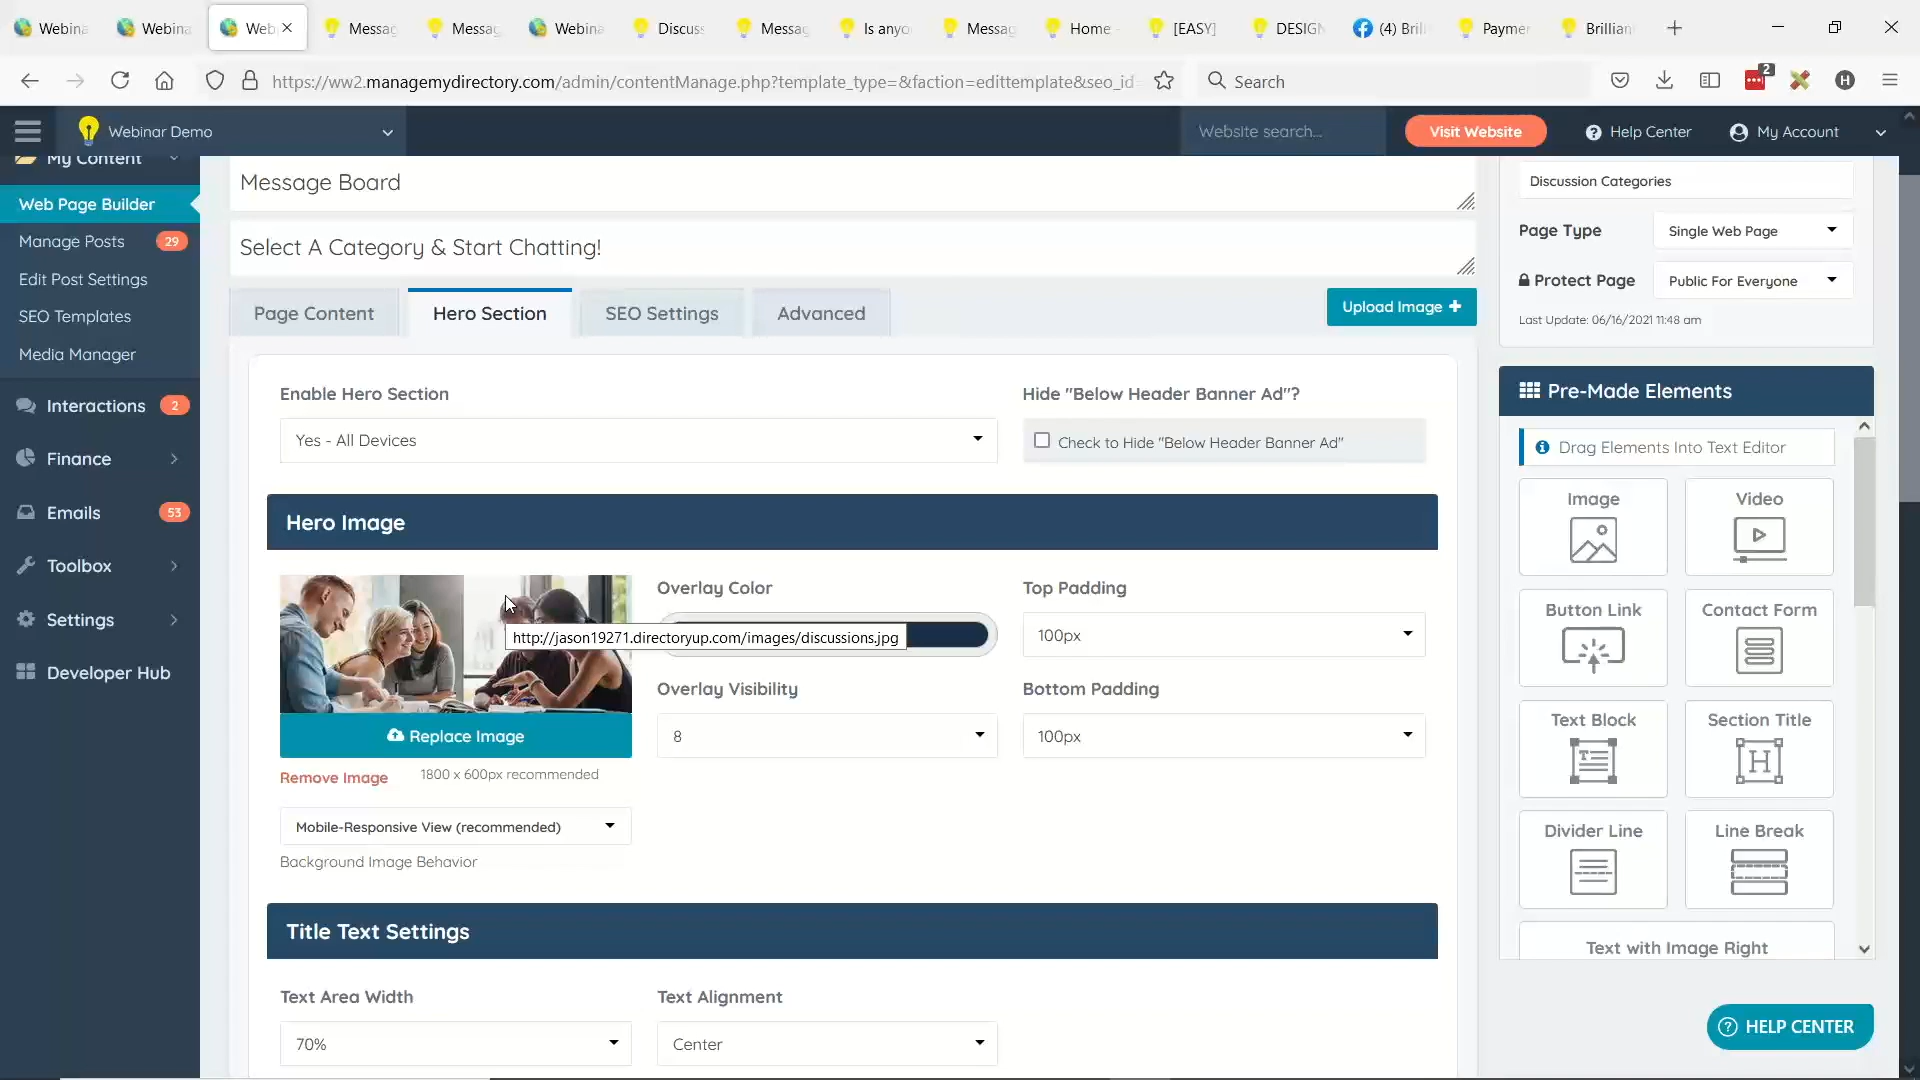 Webina
Webina
Web
Messag
Messag
Webina
Discuss
Messag
Is anyo
Messag
Home -
[EASY]
DESIGN
(4) Brill
Paymen
Brillian
https://ww2.managemydirectory.com/admin/contentManage.php?template_type=&faction=edittemplate&seo_id
Search
2
Webinar Demo
Website search...
Visit Website
Help Center
My Account
My Content
Web Page Builder
Manage Posts
29
Edit Post Settings
SEO Templates
Media Manager
Interactions
2
Finance
Emails
53
Toolbox
Settings
Developer Hub
Message Board
Select A Category & Start Chatting!
Page Content
Hero Section
SEO Settings
Advanced
Upload Image
Enable Hero Section
Yes - All Devices
Hide "Below Header Banner Ad"?
Check to Hide "Below Header Banner Ad"
Hero Image
Replace Image
Remove Image
1800 x 600px recommended
Mobile-Responsive View (recommended)
Background Image Behavior
Overlay Color
http://jason19271.directoryup.com/images/discussions.jpg
Overlay Visibility
8
Top Padding
100px
Bottom Padding
100px
Title Text Settings
Text Area Width
70%
Text Alignment
Center
Discussion Categories
Page Type
Single Web Page
Protect Page
Public For Everyone
Last Update: 06/16/2021 11:48 am
Pre-Made Elements
Drag Elements Into Text Editor
Image
Video
Button Link
Contact Form
Text Block
Section Title
Divider Line
Line Break
Text with Image Right
HELP CENTER